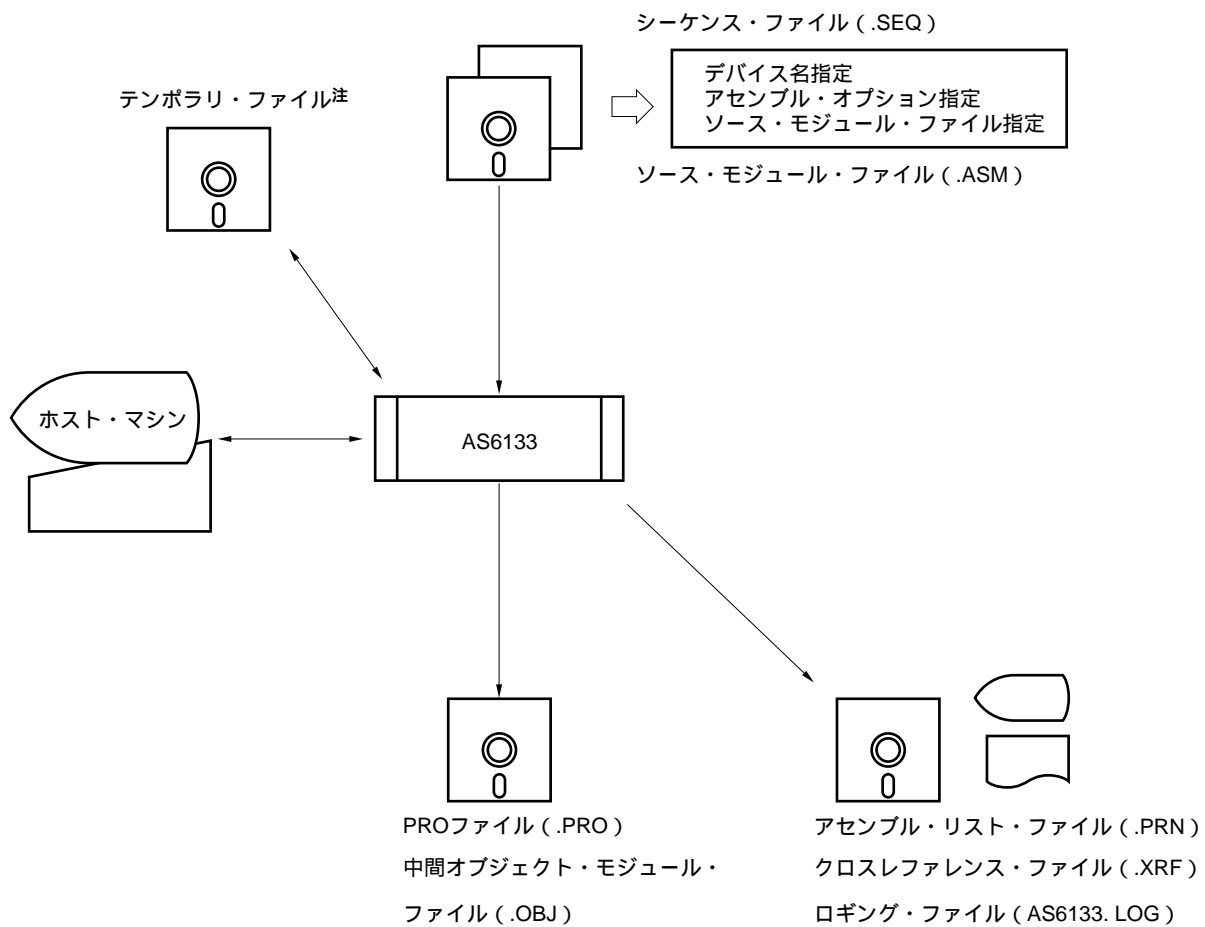 シーケンス・ファイル（.SEQ）
デバイス名指定
アセンブル・オプション指定
ソース・モジュール・ファイル指定
テンポラリ・ファイル注
ソース・モジュール・ファイル（.ASM）
ホスト・マシン
AS6133
PROファイル（.PRO）
中間オブジェクト・モジュール・
ファイル（.OBJ）
アセンブル・リスト・ファイル（.PRN）
クロスレファレンス・ファイル（.XRF）
ロギング・ファイル（AS6133. LOG）